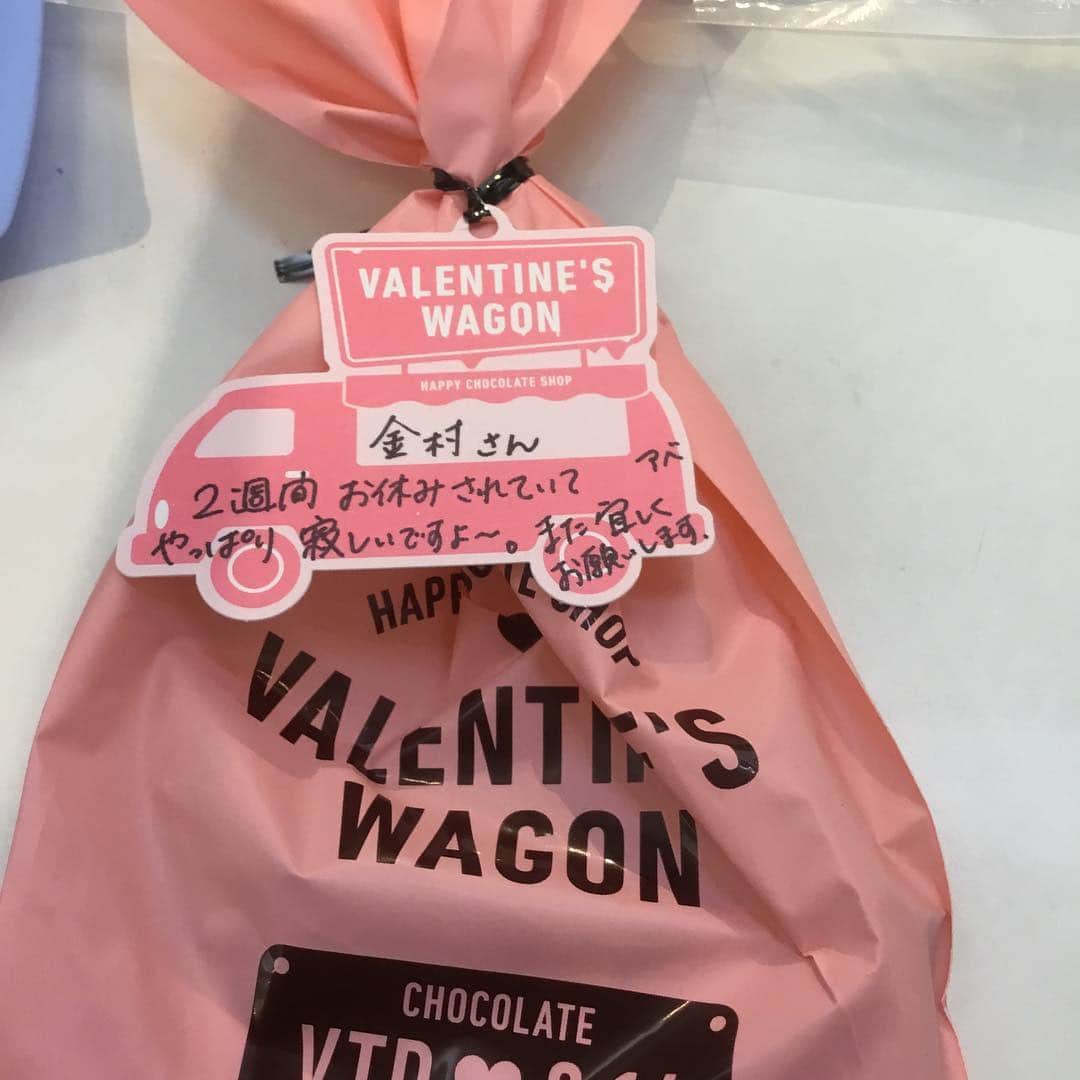 VALENTINE'S
WAGON
HAPPY CHOCOLATE SHOP
金村さん
アベ
2週間 お休みされていて
やっぱり 寂しいですよ〜。また宜しく
お願いします.
HAPP
SHOP
VALENTI 'S
WAGON
CHOCOLATE